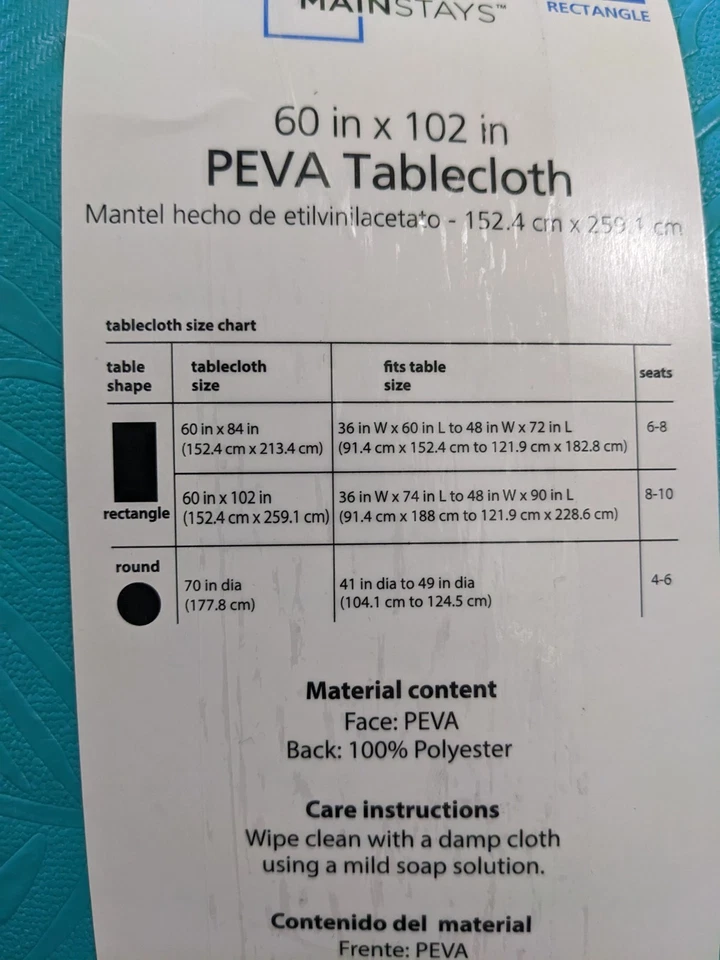 MAINSTAYS™
RECTANGLE
60 in x 102 in
PEVA Tablecloth
Mantel hecho de etilvinilacetato - 152.4 cm x 259.1 cm
tablecloth size chart
table shape
tablecloth size
fits table size
seats
rectangle
60 in x 84 in
(152.4 cm x 213.4 cm)
36 in W x 60 in L to 48 in W x 72 in L
(91.4 cm x 152.4 cm to 121.9 cm x 182.8 cm)
6-8
60 in x 102 in
(152.4 cm x 259.1 cm)
36 in W x 74 in L to 48 in W x 90 in L
(91.4 cm x 188 cm to 121.9 cm x 228.6 cm)
8-10
round
70 in dia
(177.8 cm)
41 in dia to 49 in dia
(104.1 cm to 124.5 cm)
4-6
Material content
Face: PEVA
Back: 100% Polyester
Care instructions
Wipe clean with a damp cloth
using a mild soap solution.
Contenido del material
Frente: PEVA